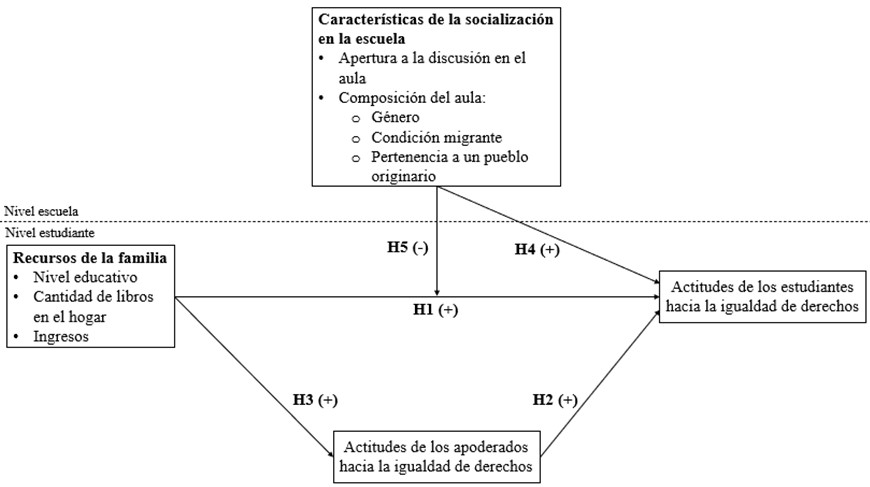 Características de la socialización
en la escuela
• Apertura a la discusión en el
aula
• Composición del aula:
o Género
o Condición migrante
o Pertenencia a un pueblo
originario
Nivel escuela
Nivel estudiante
H5 (-)
H4 (+)
Recursos de la familia
• Nivel educativo
• Cantidad de libros
en el hogar
• Ingresos
H1 (+)
Actitudes de los estudiantes
hacia la igualdad de derechos
H3 (+)
H2 (+)
Actitudes de los apoderados
hacia la igualdad de derechos